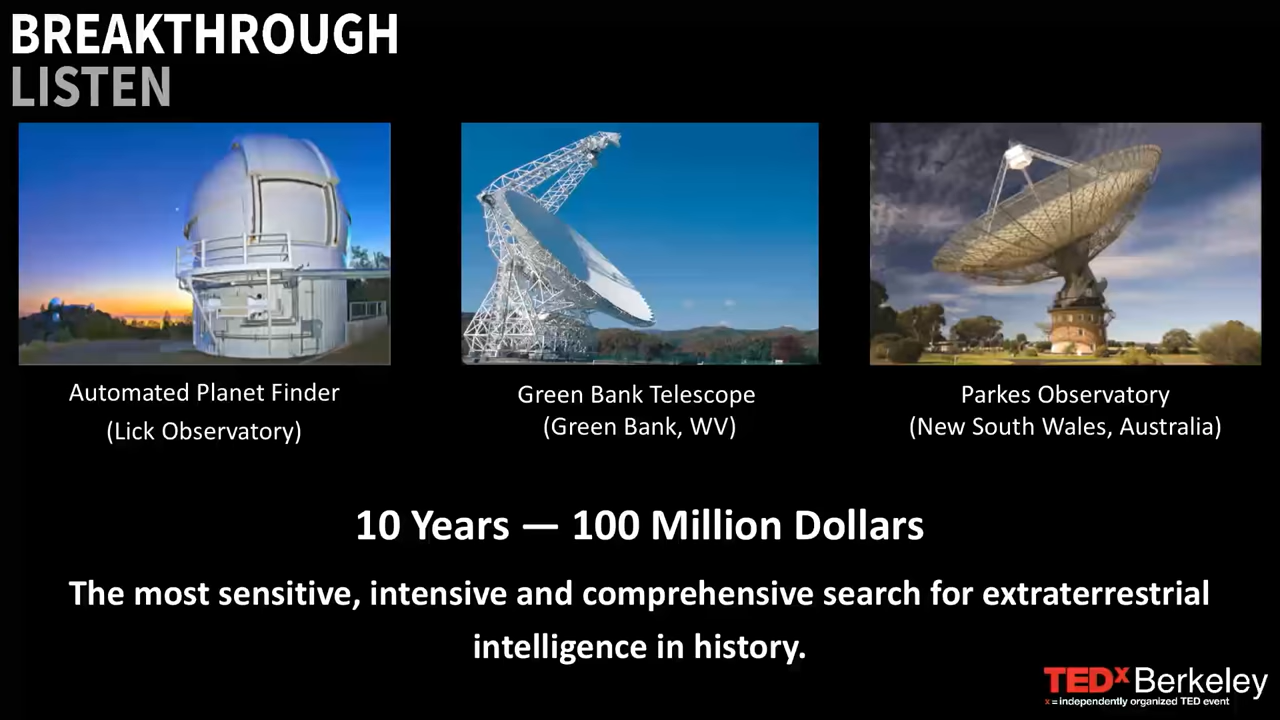 BREAKTHROUGH
LISTEN
Automated Planet Finder
(Lick Observatory)
Green Bank Telescope
(Green Bank, WV)
Parkes Observatory
(New South Wales, Australia)
10 Years — 100 Million Dollars
The most sensitive, intensive and comprehensive search for extraterrestrial
intelligence in history.
TEDx Berkeley
x = independently organized TED event